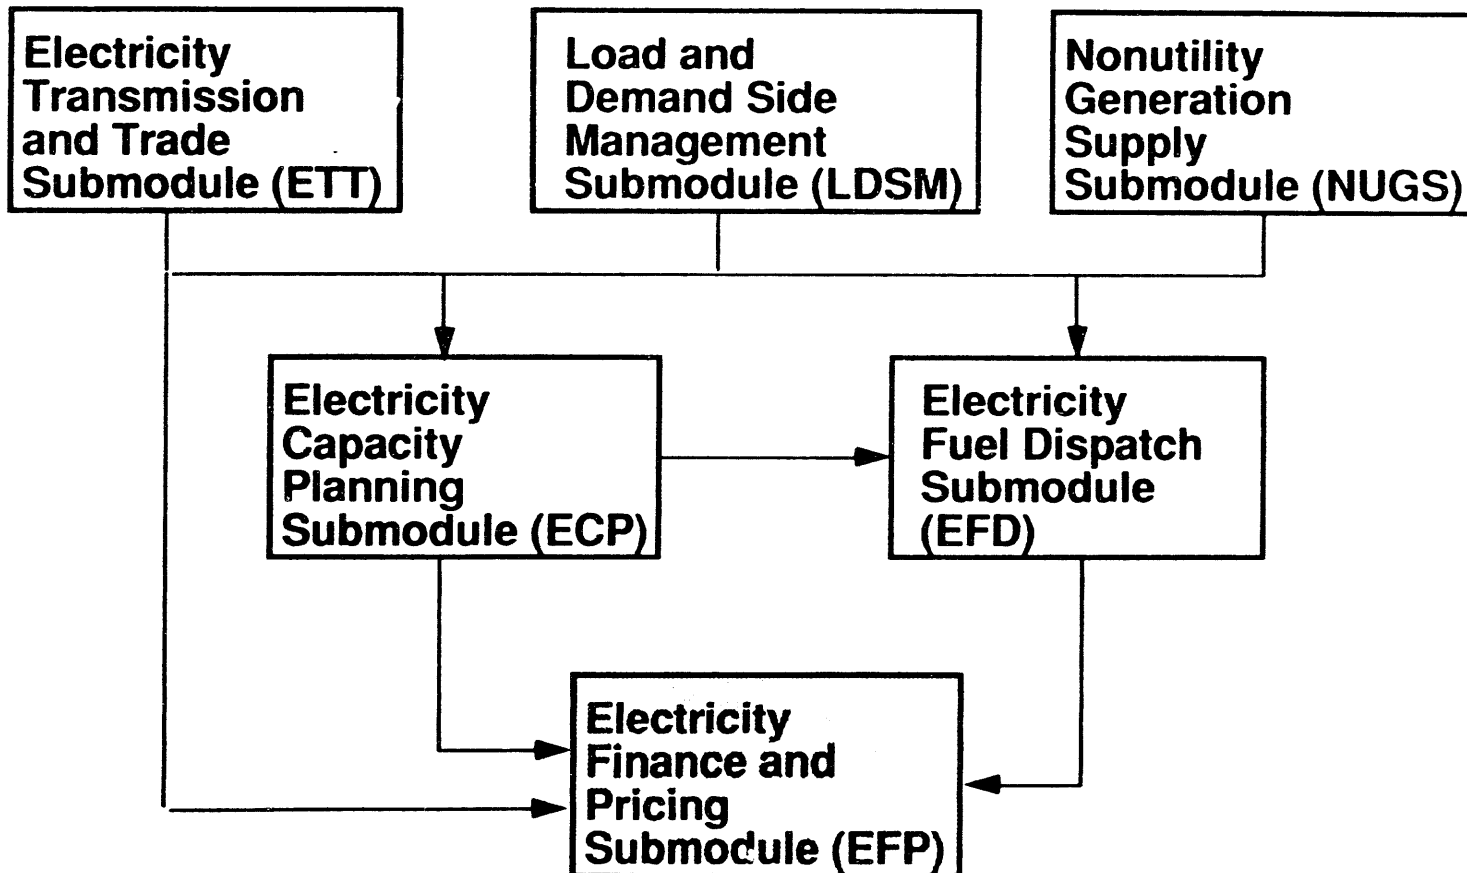 Electricity
Transmission
and Trade
Submodule (ETT)
Load and
Demand Side
Management
Submodule (LDSM)
Nonutility
Generation
Supply
Submodule (NUGS)
Electricity
Capacity
Planning
Submodule (ECP)
Electricity
Fuel Dispatch
Submodule
(EFD)
Electricity
Finance and
Pricing
Submodule (EFP)